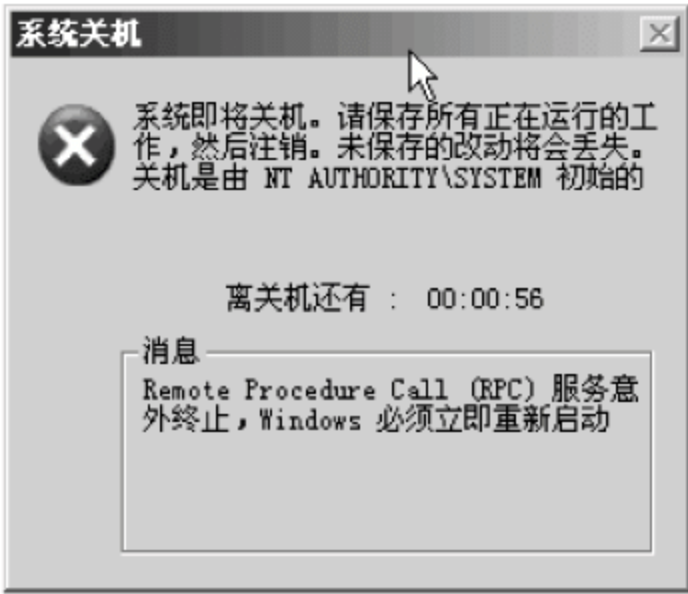 系统关机
系统即将关机。请保存所有正在运行的工
作，然后注销。未保存的改动将会丢失。
关机是由 NT AUTHORITY\SYSTEM 初始的
离关机还有 : 00:00:56
消息
Remote Procedure Call (RPC) 服务意
外终止，Windows 必须立即重新启动